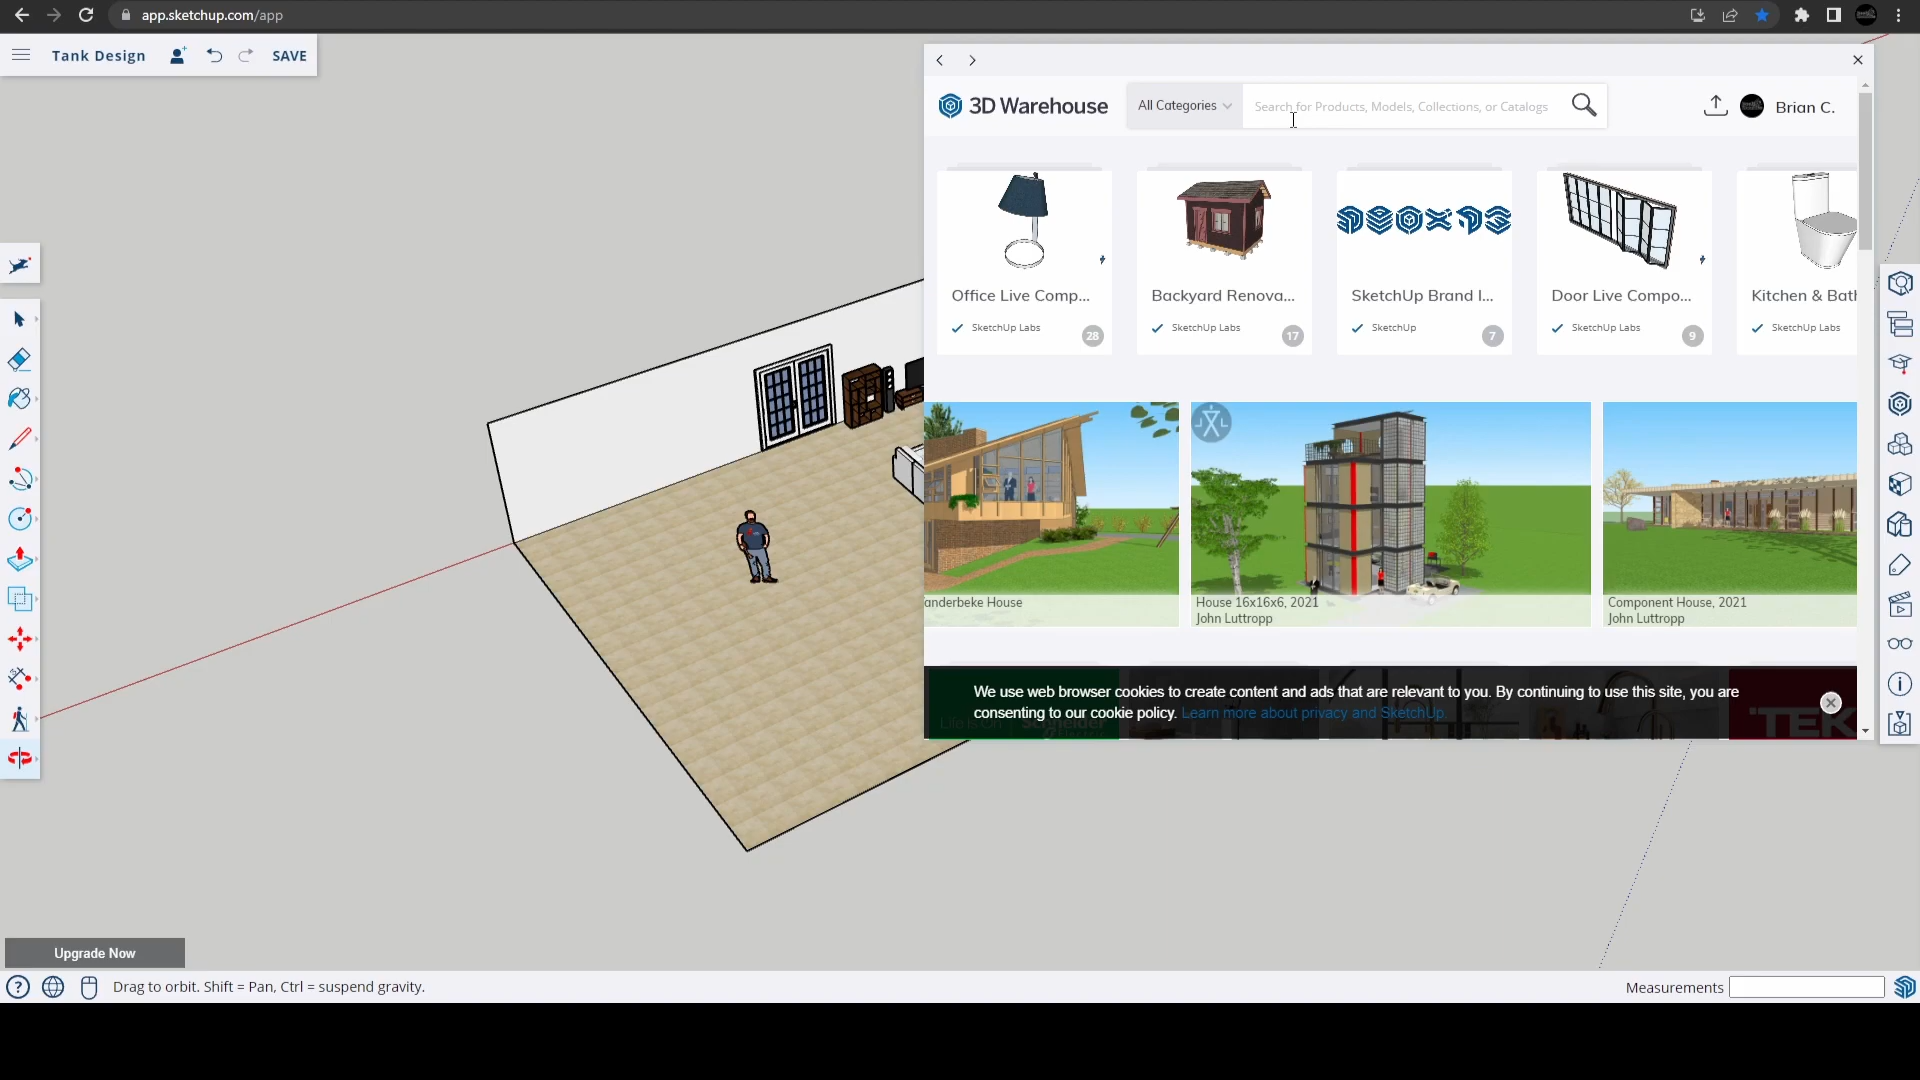 app.sketchup.com/app
Tank Design
SAVE
3D Warehouse
All Categories
Search for Products, Models, Collections, or Catalogs
Brian C.
Office Live Comp...
SketchUp Labs
28
Backyard Renova...
SketchUp Labs
17
SketchUp Brand I...
SketchUp
7
Door Live Compo...
SketchUp Labs
9
Kitchen & Bath
SketchUp Labs
anderbeke House
House 16x16x6, 2021
John Luttropp
Component House, 2021
John Luttropp
We use web browser cookies to create content and ads that are relevant to you. By continuing to use this site, you are
consenting to our cookie policy. Learn more about privacy and SketchUp.
Upgrade Now
Drag to orbit. Shift = Pan, Ctrl = suspend gravity.
Measurements